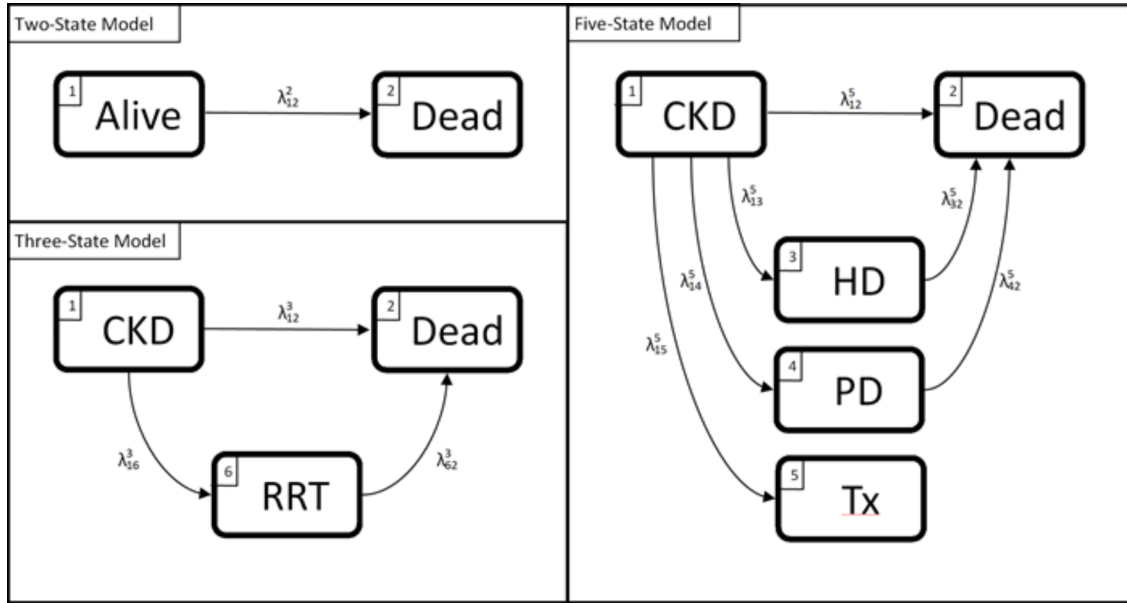 Two-State Model
1
Alive
λ²₁₂
2
Dead
Three-State Model
1
CKD
λ³₁₂
2
Dead
λ³₁₆
6
RRT
λ³₆₂
Five-State Model
1
CKD
λ⁵₁₂
2
Dead
λ⁵₁₃
λ⁵₃₂
3
HD
λ⁵₁₄
λ⁵₄₂
λ⁵₁₅
4
PD
5
Tx